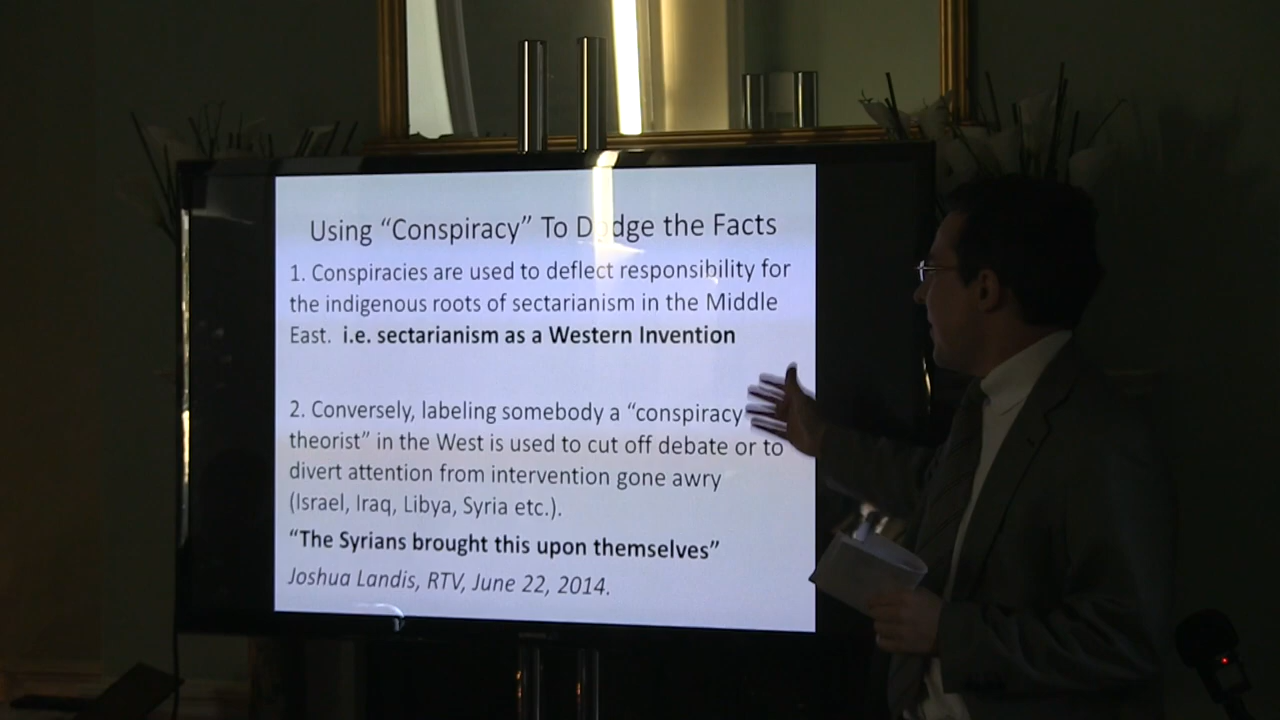 Using “Conspiracy” To Dodge the Facts
1. Conspiracies are used to deflect responsibility for
the indigenous roots of sectarianism in the Middle
East. i.e. sectarianism as a Western Invention
2. Conversely, labeling somebody a “conspiracy
theorist” in the West is used to cut off debate or to
divert attention from intervention gone awry
(Israel, Iraq, Libya, Syria etc.).
“The Syrians brought this upon themselves”
Joshua Landis, RTV, June 22, 2014.